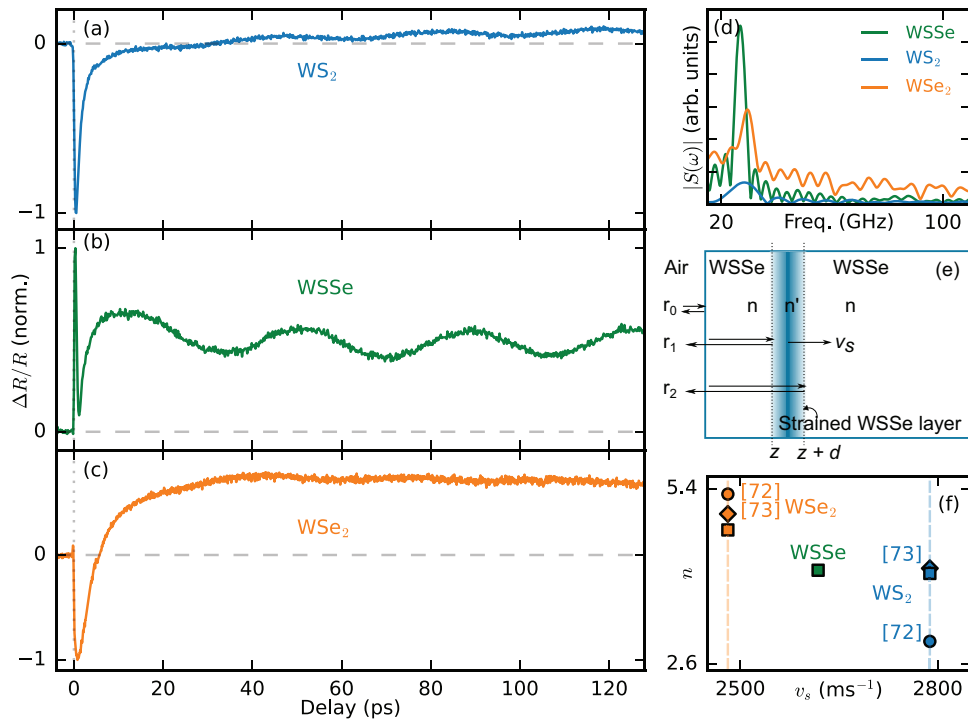 (a)
0
WS₂
−1
(b)
1
WSSe
ΔR/R (norm.)
0
(c)
WSe₂
0
−1
0 20 40 60 80 100 120
Delay (ps)
(d)
WSSe
WS₂
WSe₂
|S(ω)| (arb. units)
20 Freq. (GHz) 100
(e)
Air WSSe WSSe
r₀ n n' n
r₁ vₛ
r₂
Strained WSSe layer
z z + d
(f)
5.4
[72]
[73] WSe₂
WSSe
[73]
n
WS₂
[72]
2.6
2500 vₛ (ms⁻¹) 2800